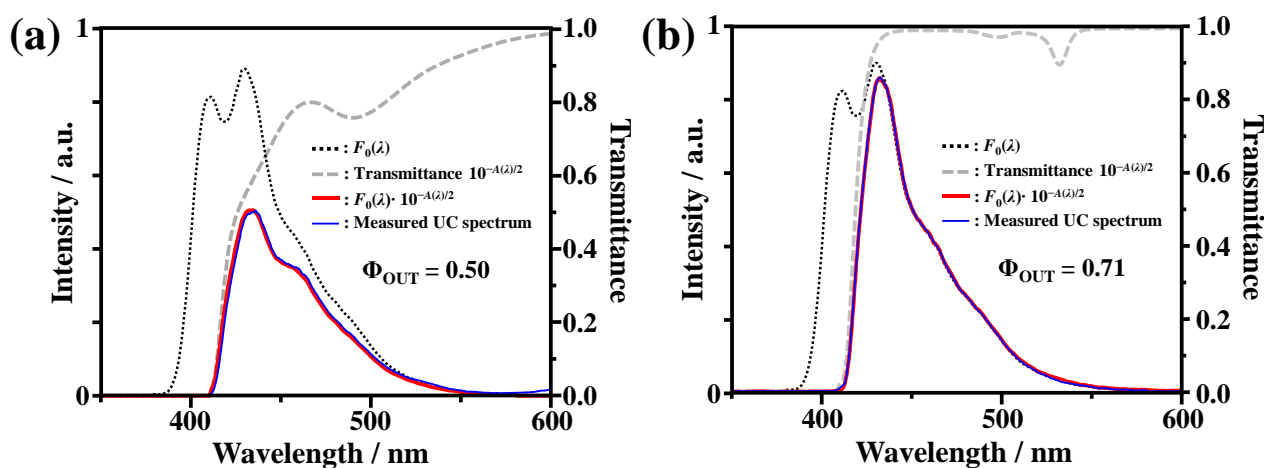 (a)
1
1.0
0.8
0.6
0.4
0.2
0.0
0
Intensity / a.u.
Transmittance
: F₀(λ)
: Transmittance 10⁻ᴬ⁽λ⁾/²
: F₀(λ)· 10⁻ᴬ⁽λ⁾/²
: Measured UC spectrum
Φ_OUT = 0.50
400
500
600
Wavelength / nm
(b)
1
1.0
0.8
0.6
0.4
0.2
0.0
0
Intensity / a.u.
Transmittance
: F₀(λ)
: Transmittance 10⁻ᴬ⁽λ⁾/²
: F₀(λ)· 10⁻ᴬ⁽λ⁾/²
: Measured UC spectrum
Φ_OUT = 0.71
400
500
600
Wavelength / nm